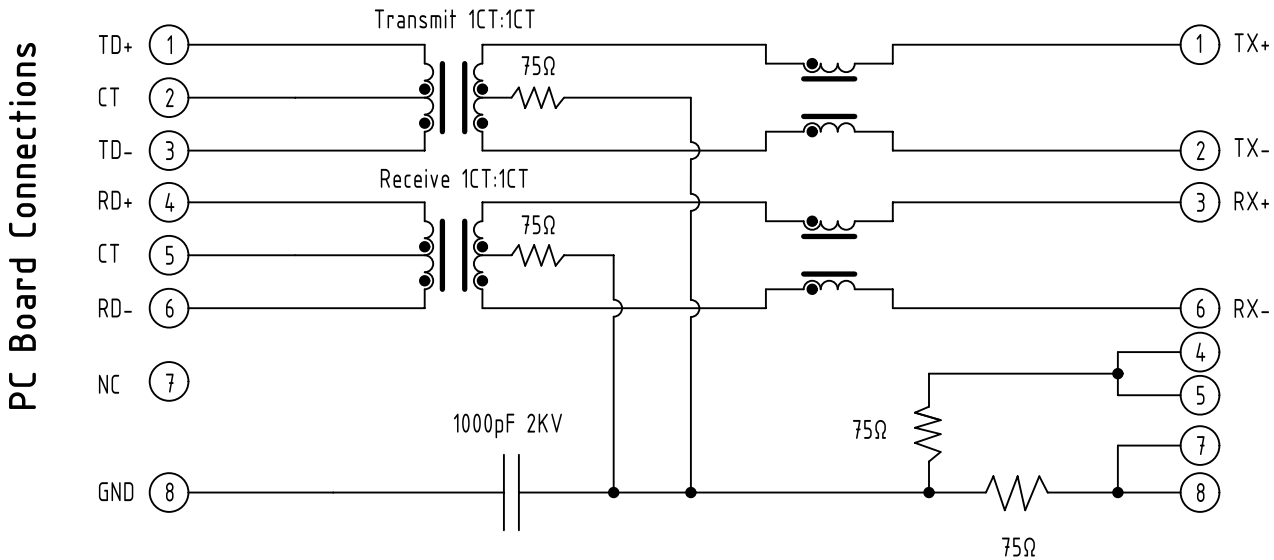 PC Board Connections
Transmit 1CT:1CT
TD+ 1
75Ω
1 TX+
CT 2
TD- 3
2 TX-
Receive 1CT:1CT
RD+ 4
75Ω
3 RX+
CT 5
RD- 6
6 RX-
4
NC 7
5
1000pF 2KV
75Ω
7
GND 8
8
75Ω